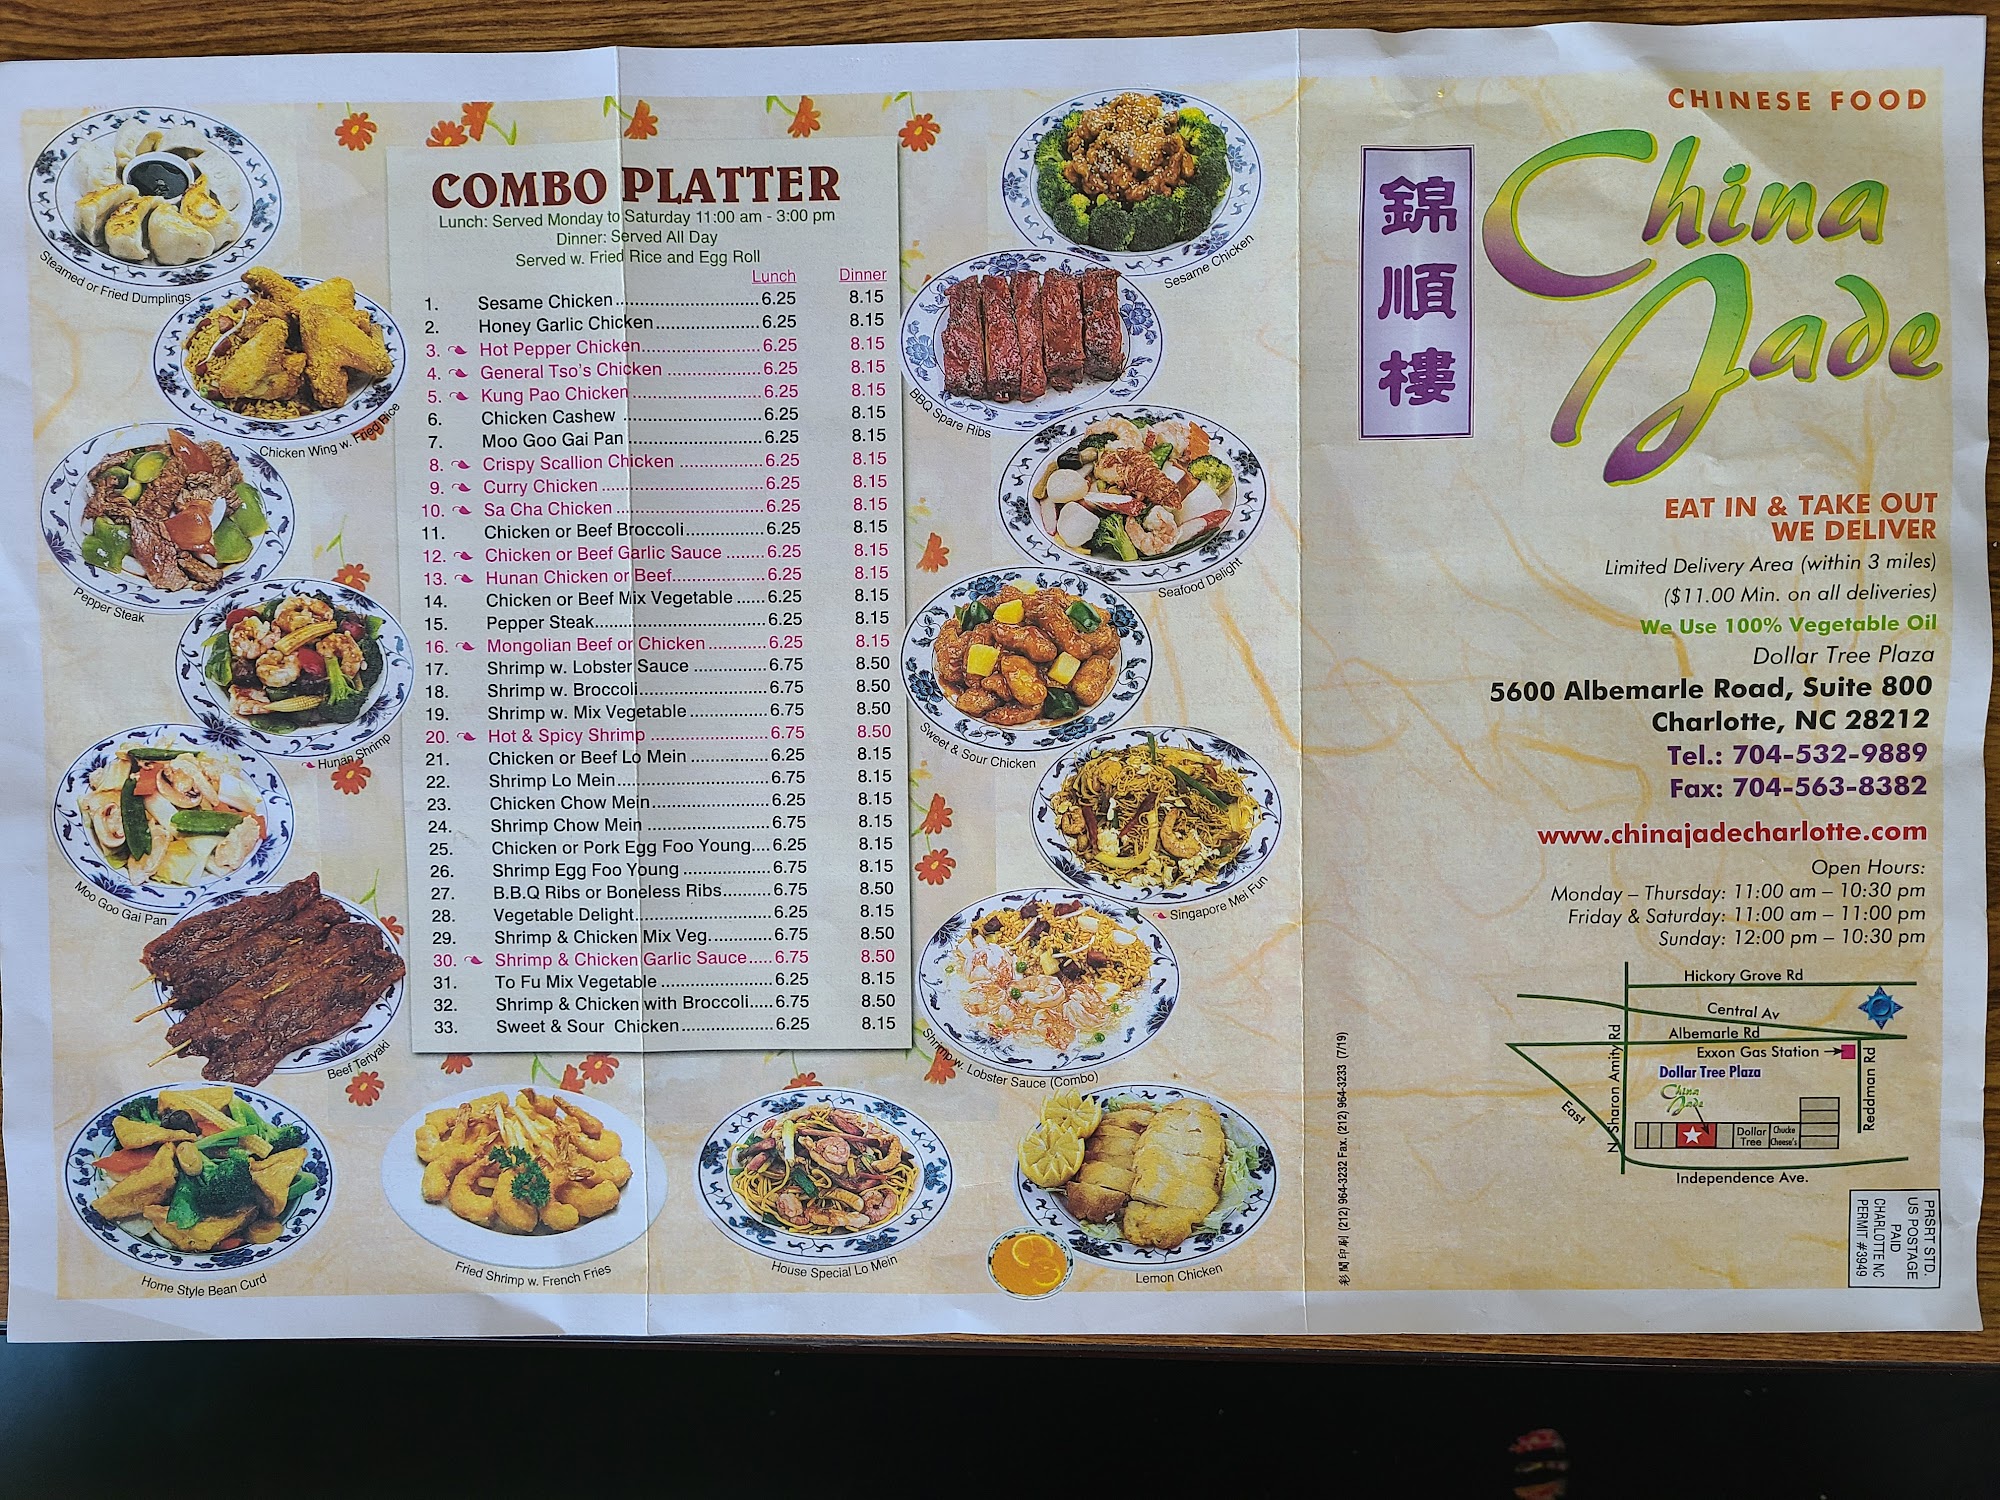 COMBO PLATTER
Lunch: Served Monday to Saturday 11:00 am - 3:00 pm
Dinner: Served All Day
Served w. Fried Rice and Egg Roll
Lunch Dinner
1. Sesame Chicken 6.25 8.15
2. Honey Garlic Chicken 6.25 8.15
3. Hot Pepper Chicken 6.25 8.15
4. General Tso's Chicken 6.25 8.15
5. Kung Pao Chicken 6.25 8.15
6. Chicken Cashew 6.25 8.15
7. Moo Goo Gai Pan 6.25 8.15
8. Crispy Scallion Chicken 6.25 8.15
9. Curry Chicken 6.25 8.15
10. Sa Cha Chicken 6.25 8.15
11. Chicken or Beef Broccoli 6.25 8.15
12. Chicken or Beef Garlic Sauce 6.25 8.15
13. Hunan Chicken or Beef 6.25 8.15
14. Chicken or Beef Mix Vegetable 6.25 8.15
15. Pepper Steak 6.25 8.15
16. Mongolian Beef or Chicken 6.25 8.15
17. Shrimp w. Lobster Sauce 6.75 8.50
18. Shrimp w. Broccoli 6.75 8.50
19. Shrimp w. Mix Vegetable 6.75 8.50
20. Hot & Spicy Shrimp 6.75 8.50
21. Chicken or Beef Lo Mein 6.25 8.15
22. Shrimp Lo Mein 6.75 8.15
23. Chicken Chow Mein 6.25 8.15
24. Shrimp Chow Mein 6.75 8.15
25. Chicken or Pork Egg Foo Young 6.25 8.15
26. Shrimp Egg Foo Young 6.75 8.15
27. B.B.Q Ribs or Boneless Ribs 6.75 8.50
28. Vegetable Delight 6.25 8.15
29. Shrimp & Chicken Mix Veg. 6.75 8.50
30. Shrimp & Chicken Garlic Sauce 6.75 8.50
31. To Fu Mix Vegetable 6.25 8.15
32. Shrimp & Chicken with Broccoli 6.75 8.50
33. Sweet & Sour Chicken 6.25 8.15
Steamed or Fried Dumplings
Chicken Wing w. Fried Rice
Pepper Steak
Hunan Shrimp
Moo Goo Gai Pan
Beef Teriyaki
Home Style Bean Curd
Fried Shrimp w. French Fries
House Special Lo Mein
Lemon Chicken
Sesame Chicken
BBQ Spare Ribs
Seafood Delight
Sweet & Sour Chicken
Singapore Mei Fun
Shrimp w. Lobster Sauce (Combo)
CHINESE FOOD
錦順樓
China
Jade
EAT IN & TAKE OUT
WE DELIVER
Limited Delivery Area (within 3 miles)
($11.00 Min. on all deliveries)
We Use 100% Vegetable Oil
Dollar Tree Plaza
5600 Albemarle Road, Suite 800
Charlotte, NC 28212
Tel.: 704-532-9889
Fax: 704-563-8382
www.chinajadecharlotte.com
Open Hours:
Monday – Thursday: 11:00 am – 10:30 pm
Friday & Saturday: 11:00 am – 11:00 pm
Sunday: 12:00 pm – 10:30 pm
Hickory Grove Rd
Central Av
Albemarle Rd
Exxon Gas Station
Dollar Tree Plaza
China
Jade
N. Sharon Amity Rd
Reddman Rd
East
Dollar
Tree
Chucke
Cheese's
Independence Ave.
(212) 964-3232 Fax. (212) 964-3233 (7/19)
PRSRT STD.
US POSTAGE
PAID
CHARLOTTE NC
PERMIT #3949